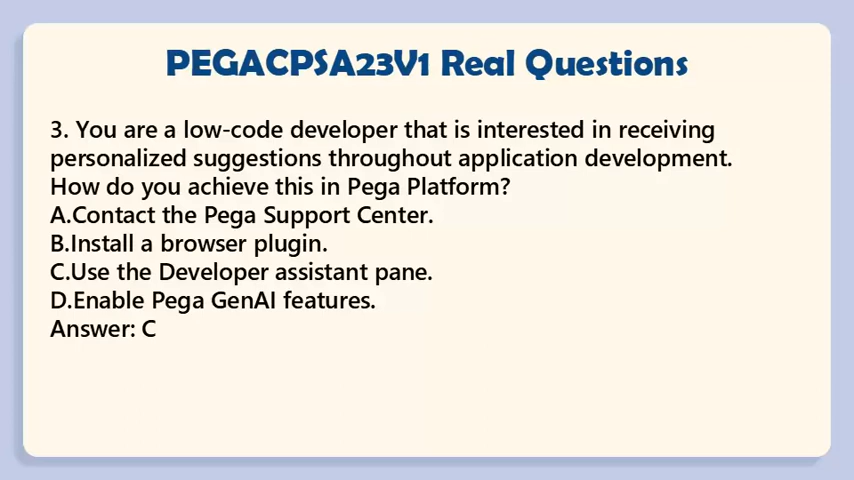 PEGACPSA23V1 Real Questions
3. You are a low-code developer that is interested in receiving
personalized suggestions throughout application development.
How do you achieve this in Pega Platform?
A.Contact the Pega Support Center.
B.Install a browser plugin.
C.Use the Developer assistant pane.
D.Enable Pega GenAI features.
Answer: C